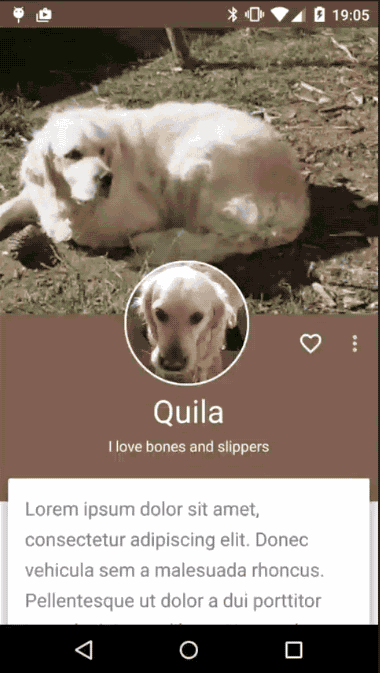 19:05
Quila
I love bones and slippers
Lorem ipsum dolor sit amet,
consectetur adipiscing elit. Donec
vehicula sem a malesuada rhoncus.
Pellentesque ut dolor a dui porttitor